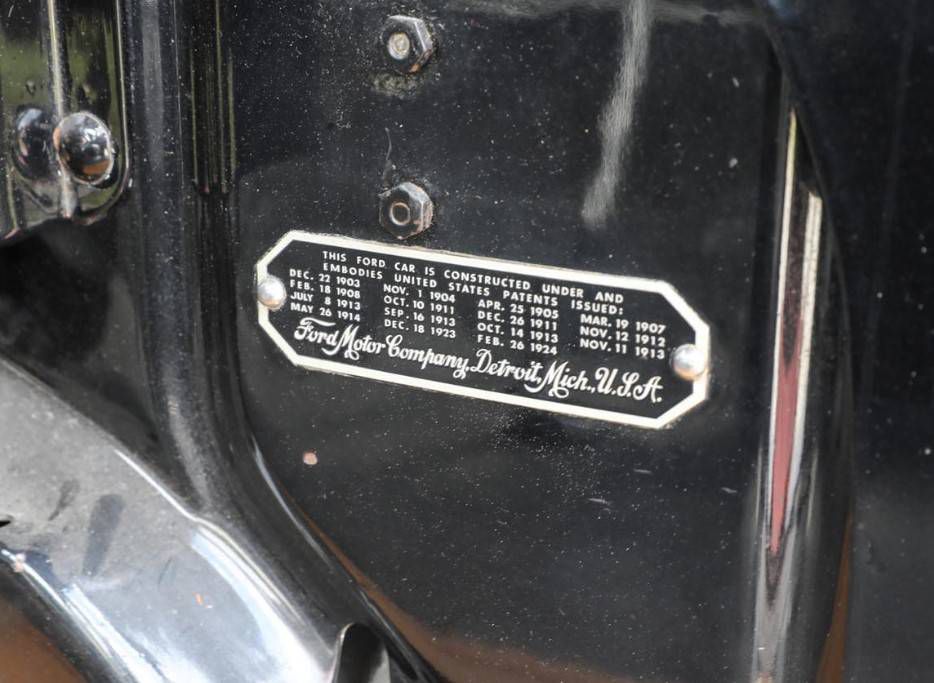 THIS FORD CAR IS CONSTRUCTED UNDER AND
EMBODIES UNITED STATES PATENTS ISSUED:
DEC. 22 1903 NOV. 1 1904 APR. 25 1905 MAR. 19 1907
FEB. 18 1908 OCT. 10 1911 DEC. 26 1911 NOV. 12 1912
JULY 8 1913 SEP. 16 1913 OCT. 14 1913 NOV. 11 1913
MAY 26 1914 DEC. 18 1923 FEB. 26 1924
Ford Motor Company, Detroit, Mich., U.S.A.